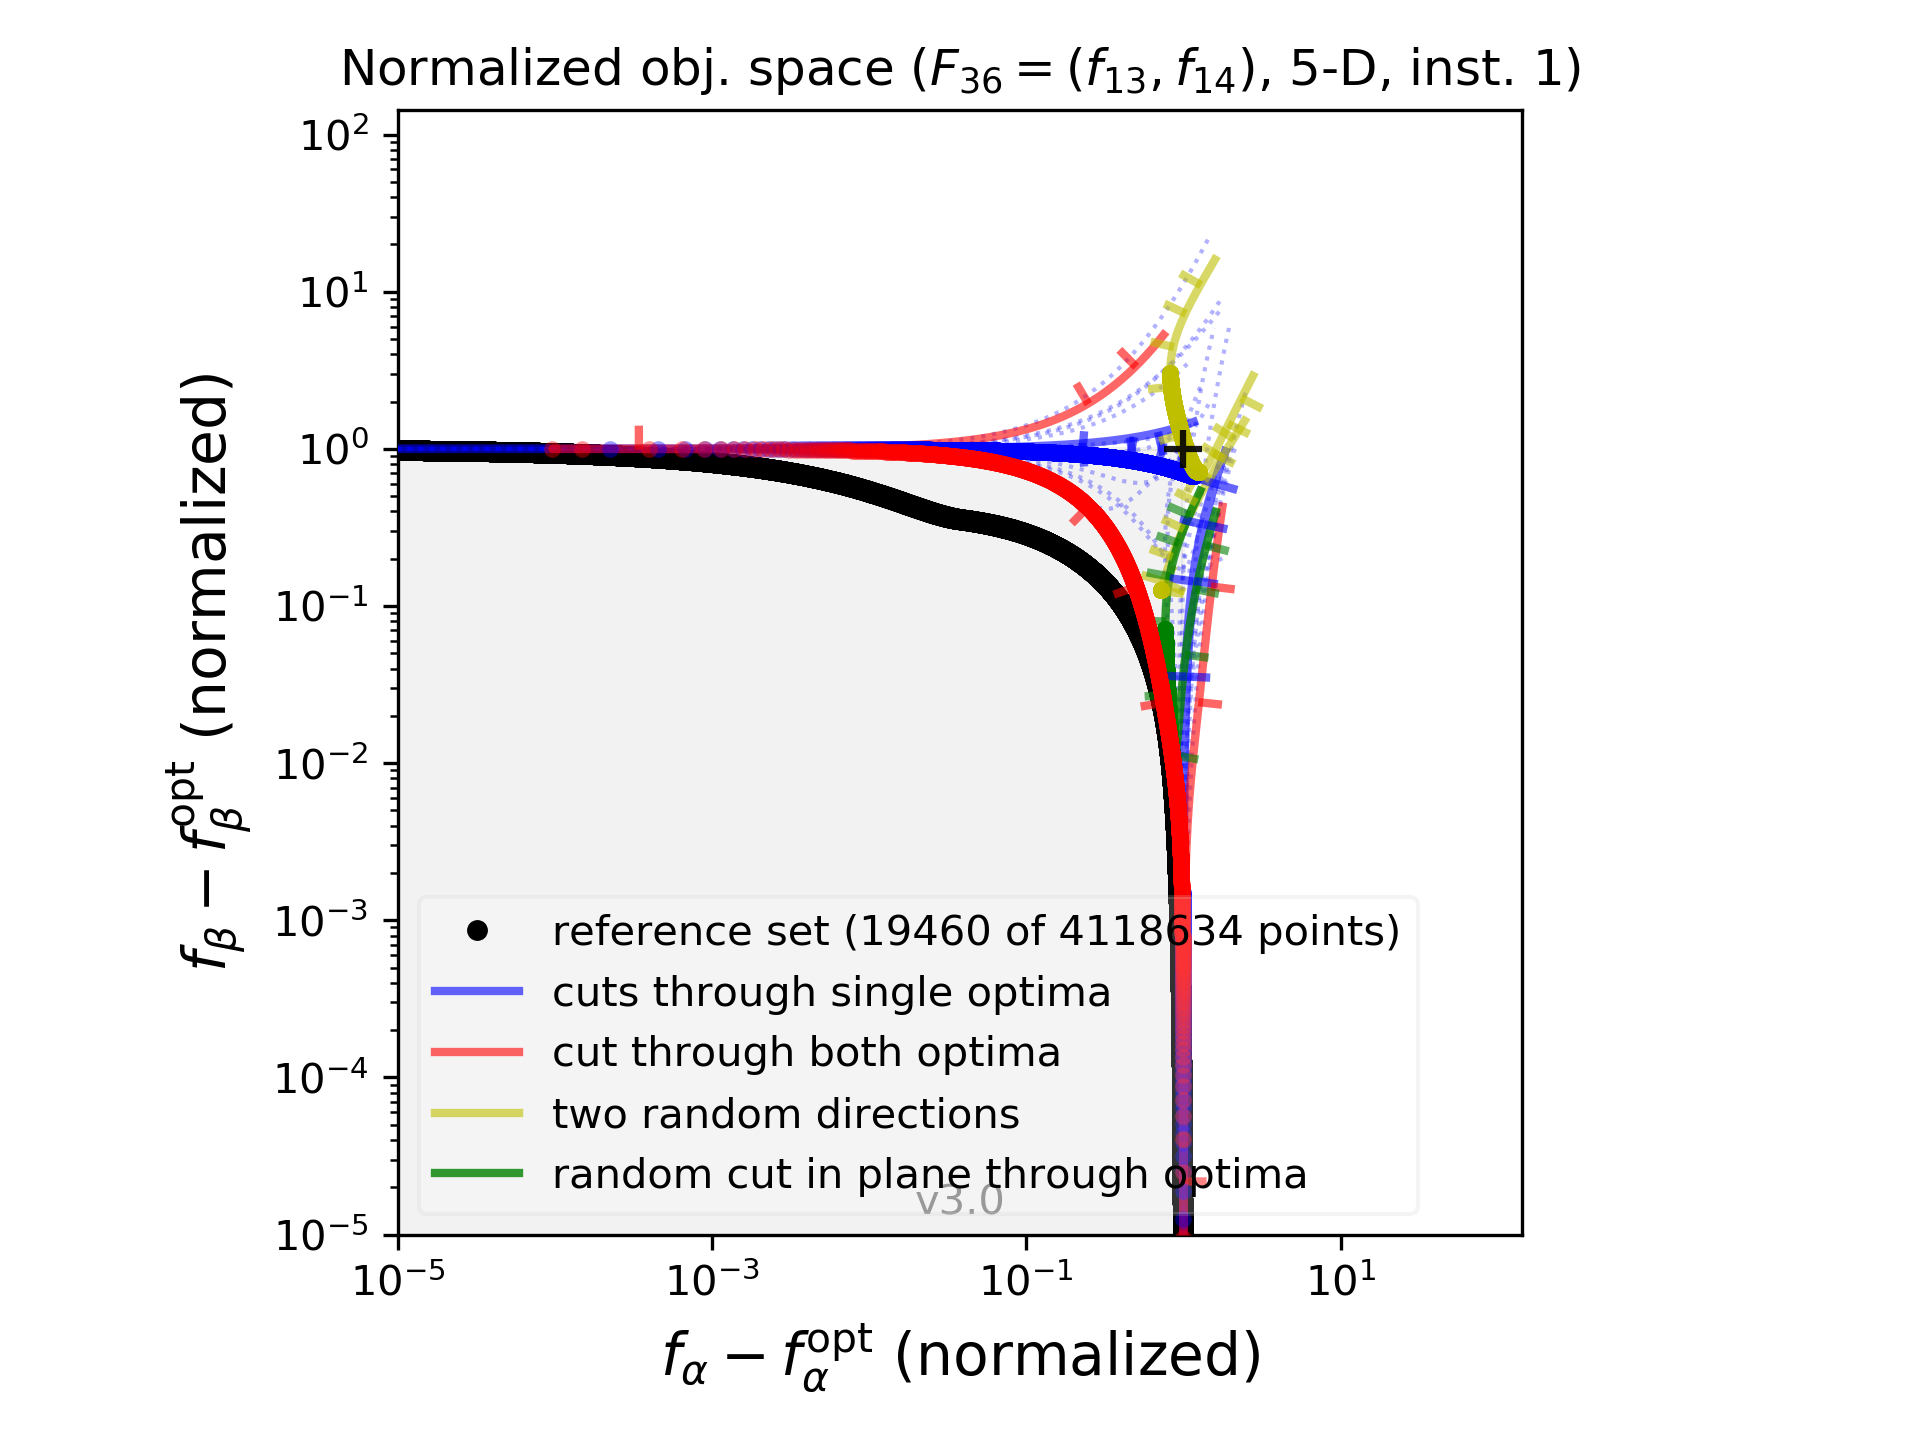 Normalized obj. space (F₃₆ = (f₁₃, f₁₄), 5-D, inst. 1)
f_β − f_β^opt (normalized)
10²
10¹
10⁰
10⁻¹
10⁻²
10⁻³
10⁻⁴
10⁻⁵
reference set (19460 of 4118634 points)
cuts through single optima
cut through both optima
two random directions
random cut in plane through optima
v3.0
10⁻⁵ 10⁻³ 10⁻¹ 10¹
f_α − f_α^opt (normalized)